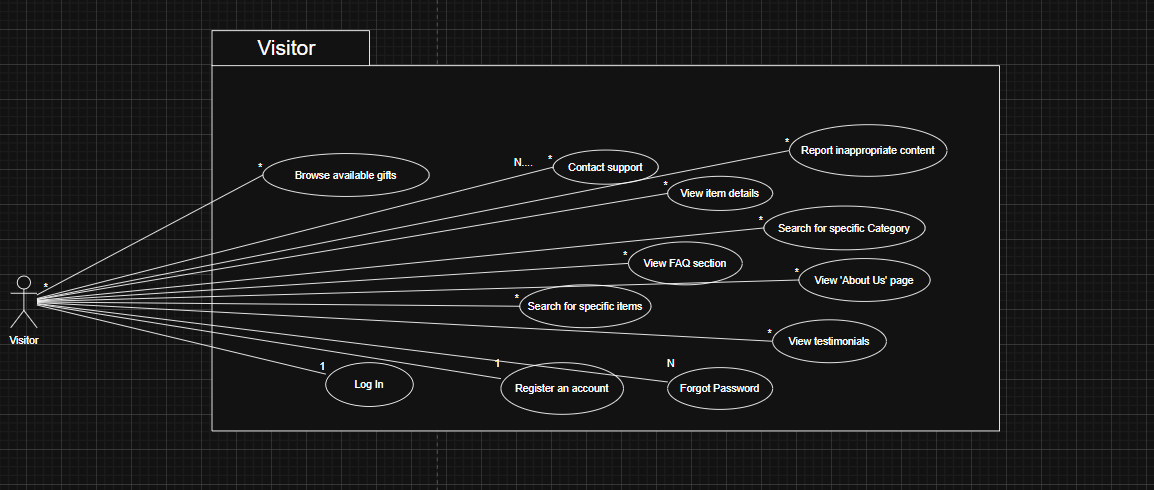 Visitor
* Report inappropriate content
N.... * Contact support
* Browse available gifts
* View item details
* Search for specific Category
* View FAQ section
* View 'About Us' page
*
* Search for specific items
Visitor
* View testimonials
1 Log In
1 Register an account
N Forgot Password